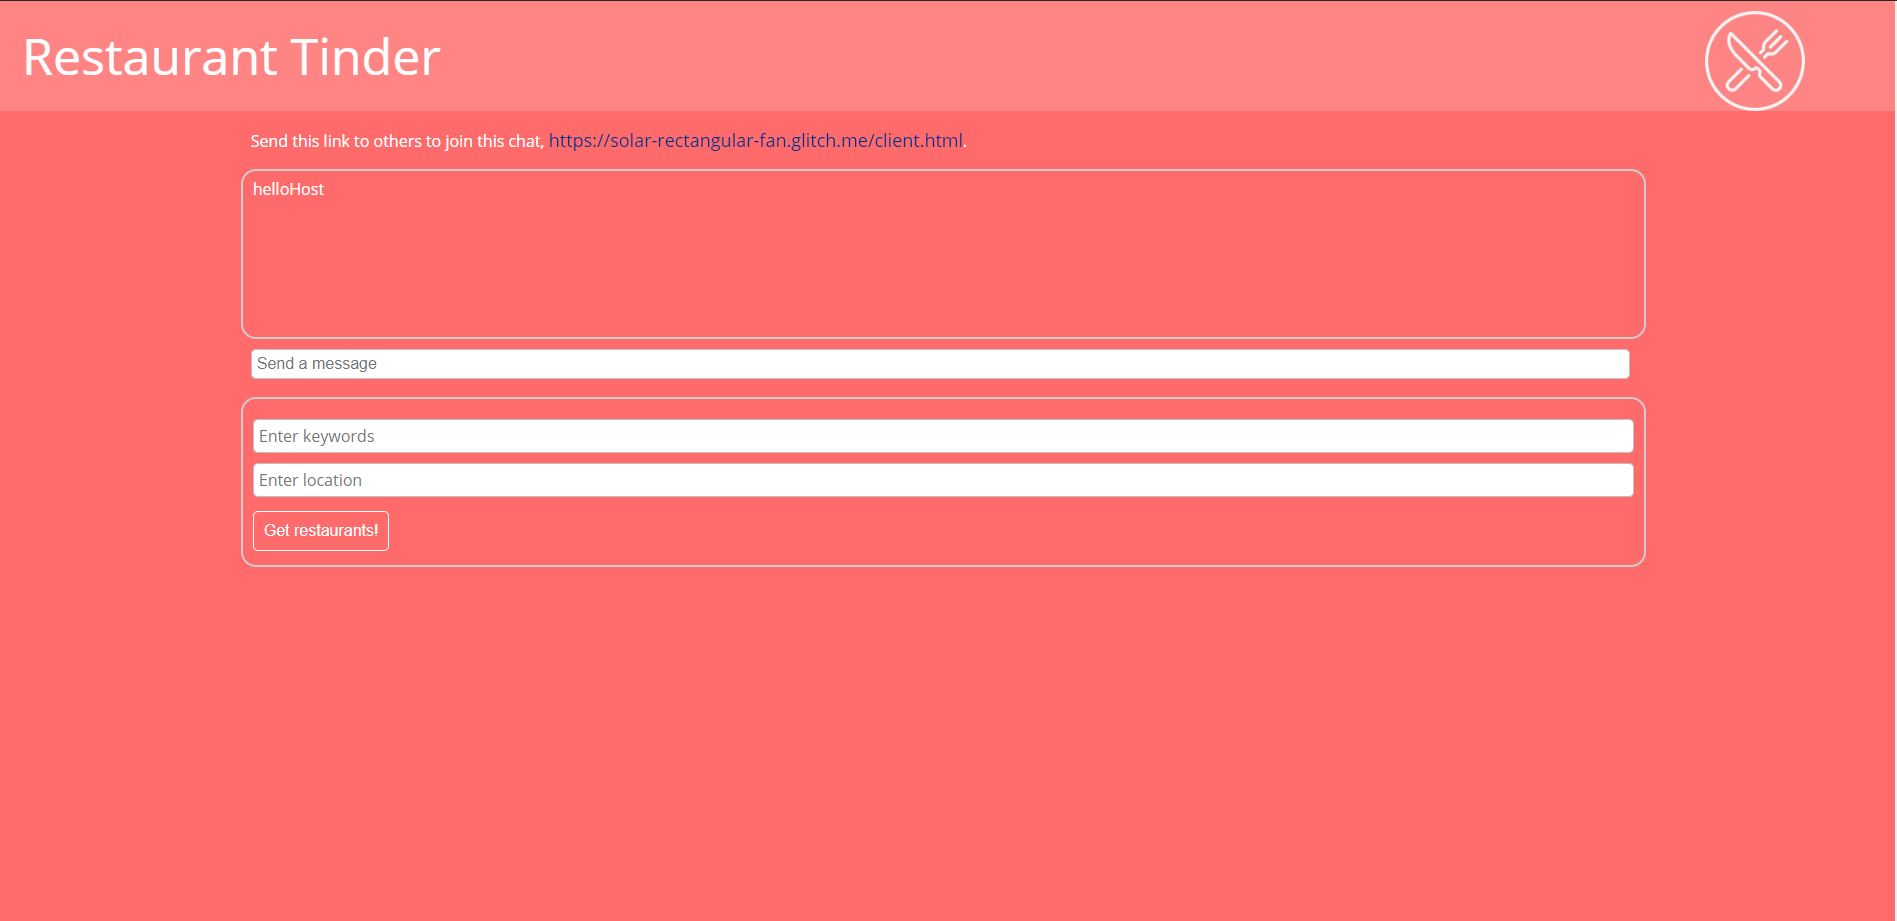 Restaurant Tinder
Send this link to others to join this chat, https://solar-rectangular-fan.glitch.me/client.html.
helloHost
Send a message
Enter keywords
Enter location
Get restaurants!